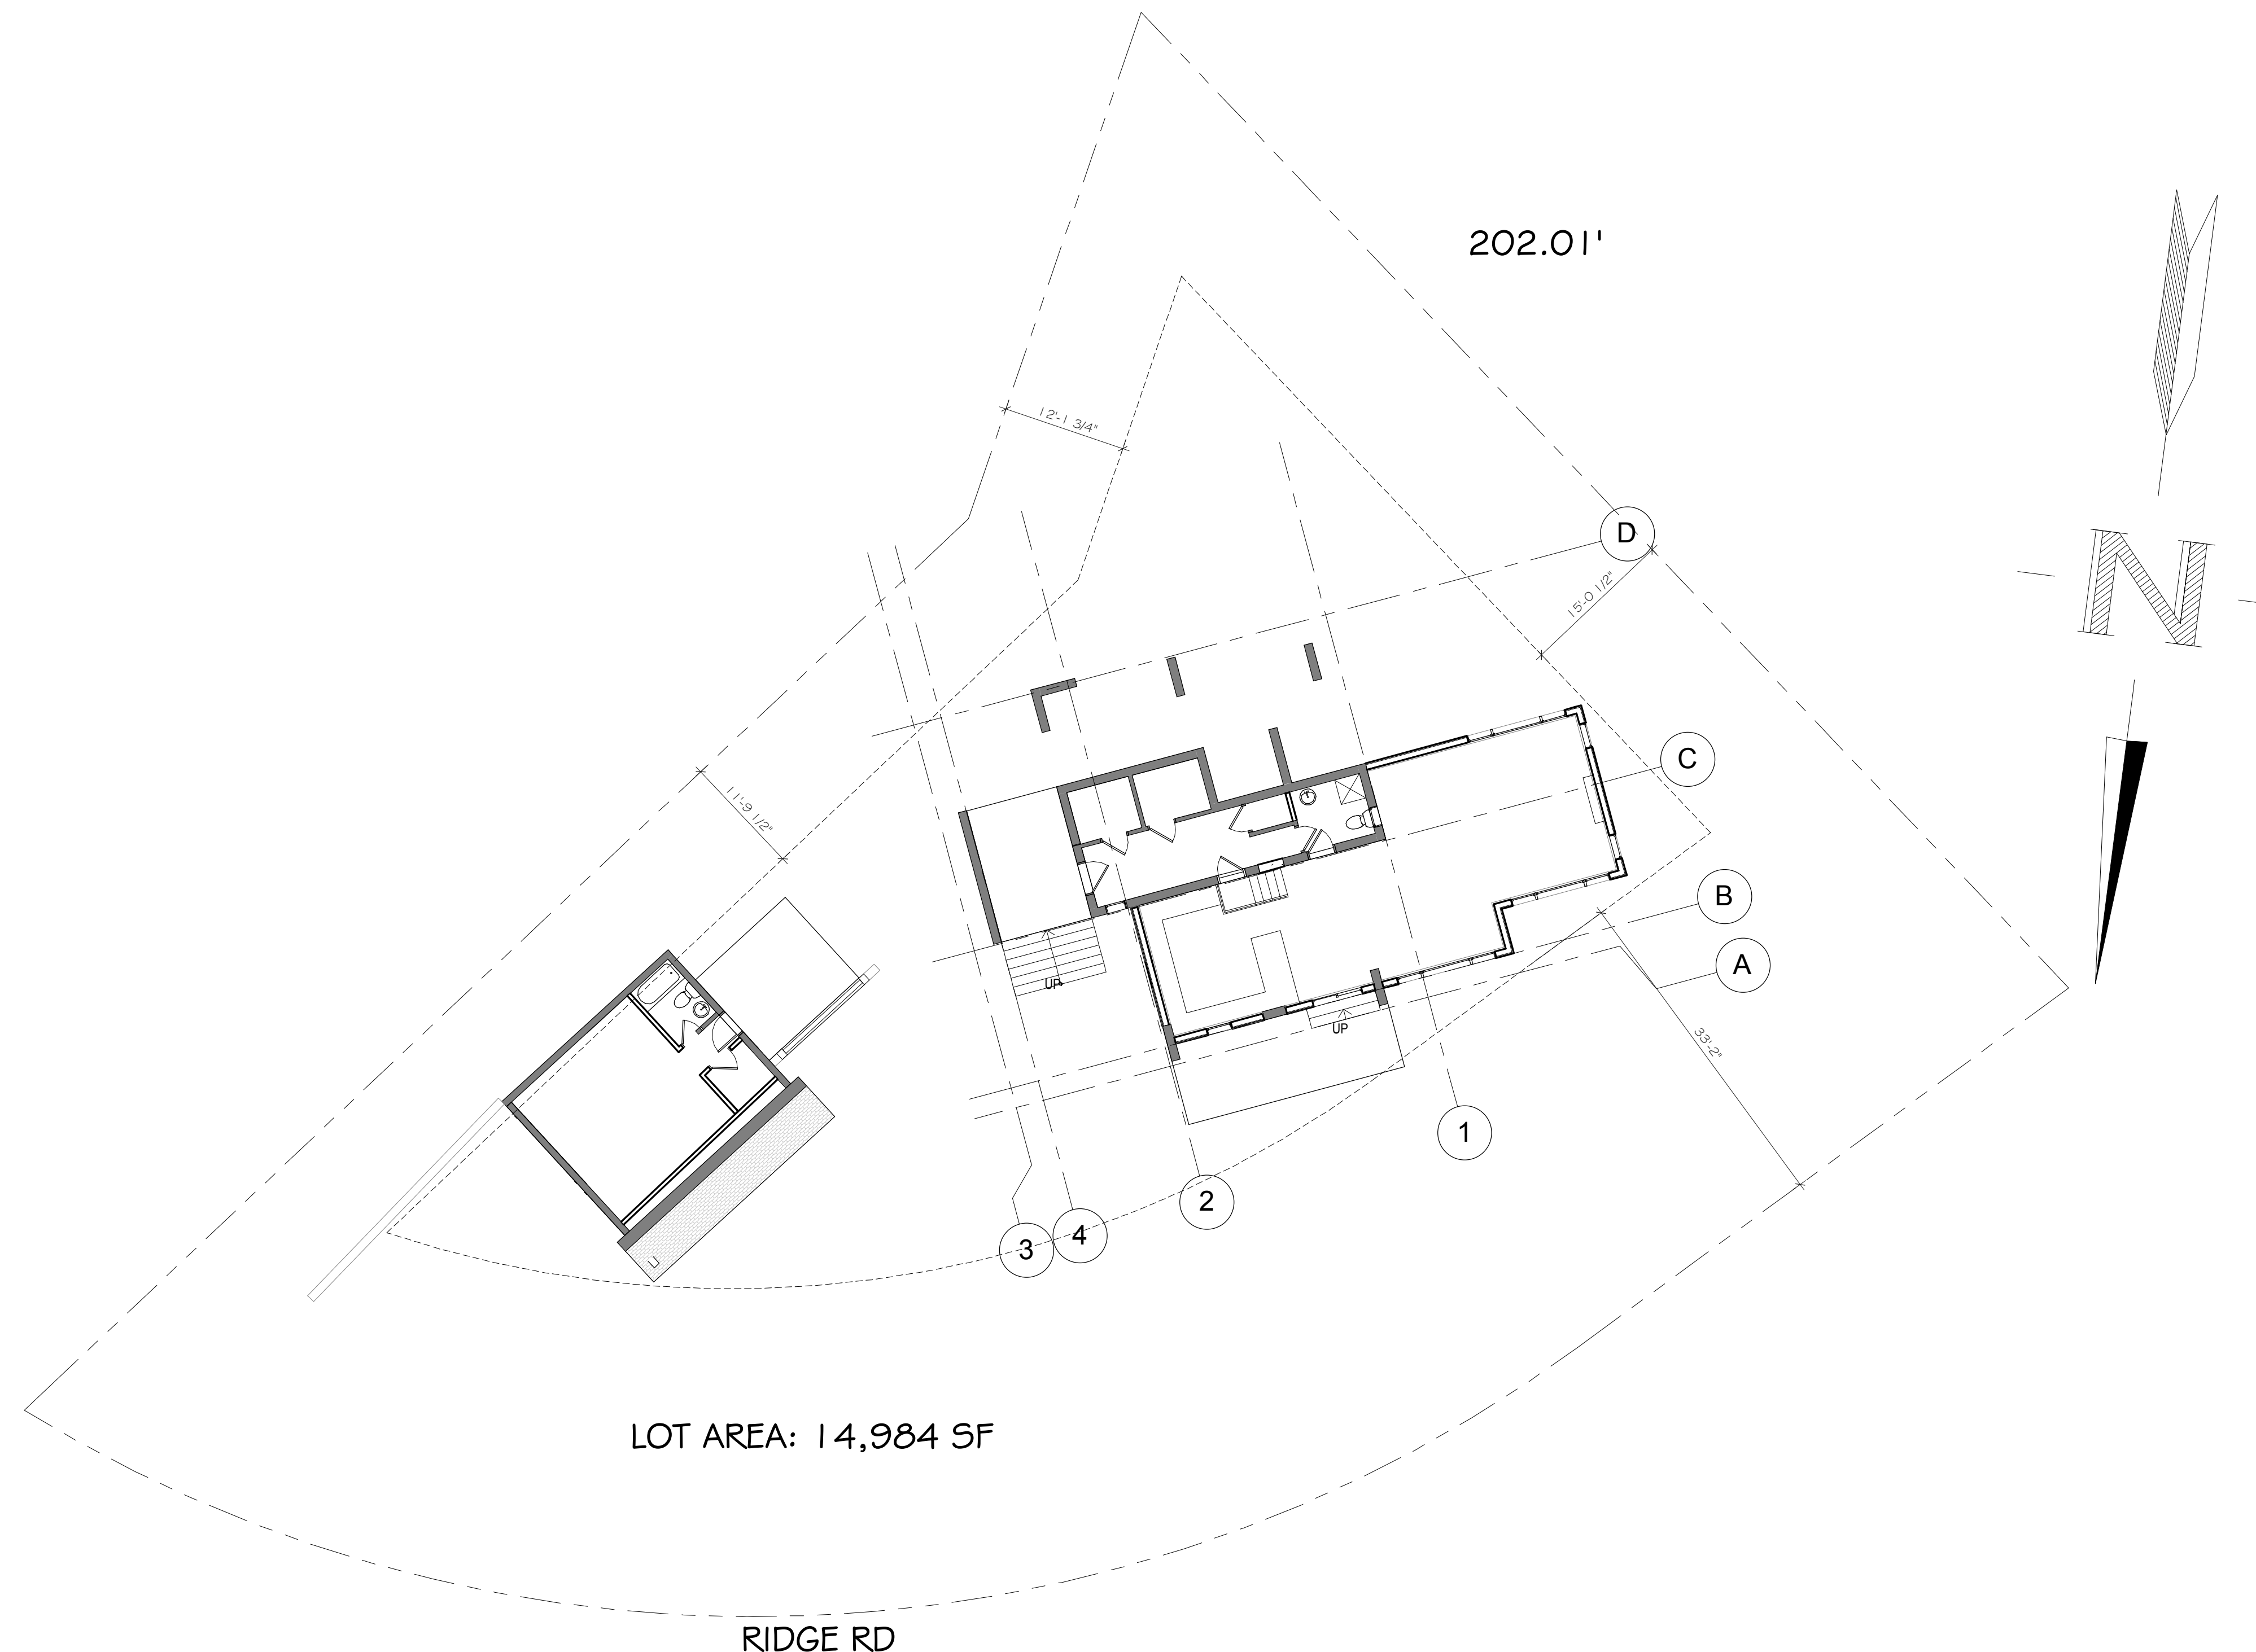 202.01'
12'-1 3/4"
D
15'-0 1/2"
N
C
11'-9 1/2"
B
A
UP
UP
33'-2"
1
2
4
3
LOT AREA: 14,984 SF
RIDGE RD